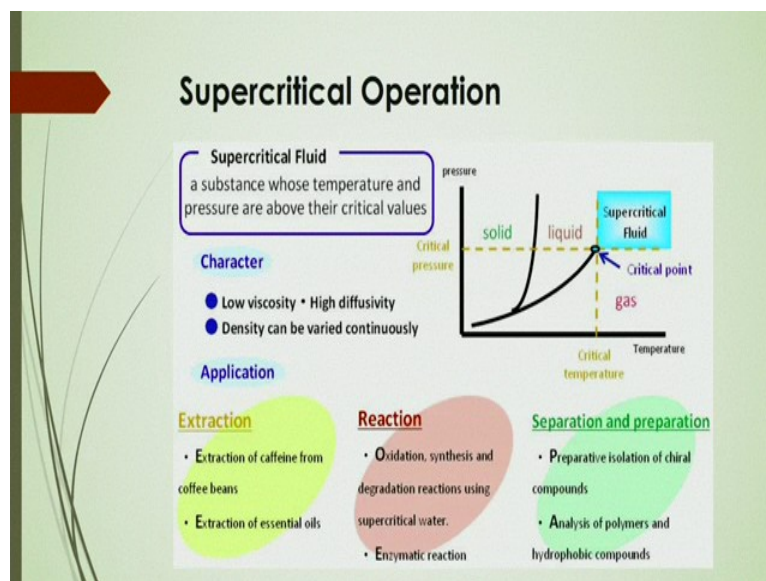 Supercritical Operation
Supercritical Fluid
a substance whose temperature and
pressure are above their critical values
Character
● Low viscosity・High diffusivity
● Density can be varied continuously
pressure
solid
liquid
Supercritical
Fluid
Critical
pressure
Critical point
gas
Critical
temperature
Temperature
Application
Extraction
・Extraction of caffeine from
coffee beans
・Extraction of essential oils
Reaction
・Oxidation, synthesis and
degradation reactions using
supercritical water.
・Enzymatic reaction
Separation and preparation
・Preparative isolation of chiral
compounds
・Analysis of polymers and
hydrophobic compounds